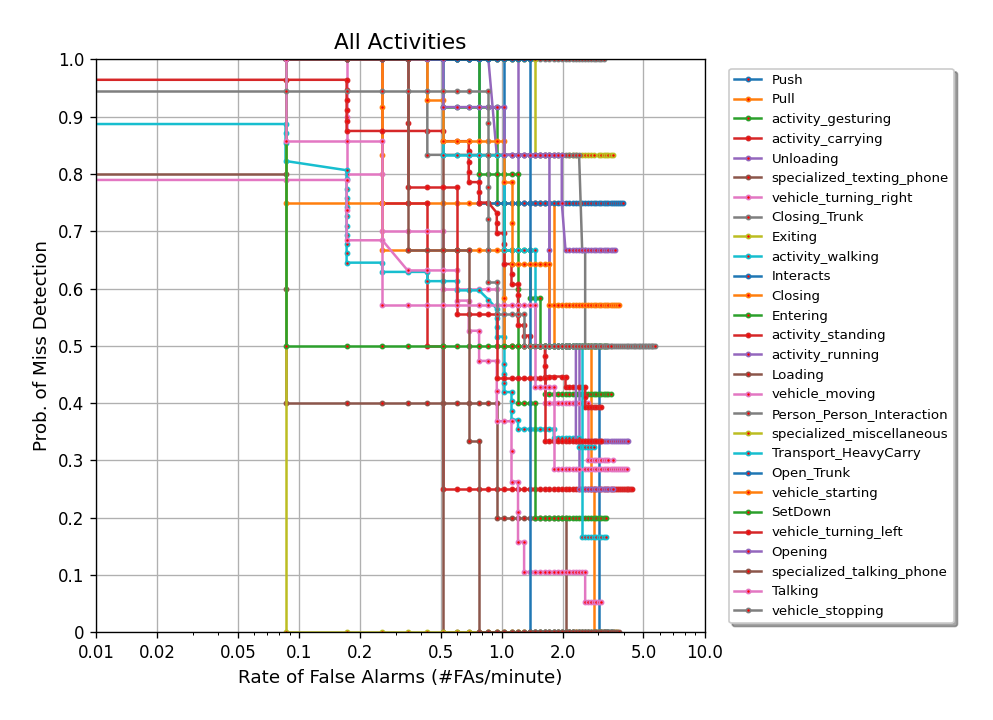 All Activities
Prob. of Miss Detection
1.0
0.9
0.8
0.7
0.6
0.5
0.4
0.3
0.2
0.1
0
0.01 0.02 0.05 0.1 0.2 0.5 1.0 2.0 5.0 10.0
Rate of False Alarms (#FAs/minute)
Push
Pull
activity_gesturing
activity_carrying
Unloading
specialized_texting_phone
vehicle_turning_right
Closing_Trunk
Exiting
activity_walking
Interacts
Closing
Entering
activity_standing
activity_running
Loading
vehicle_moving
Person_Person_Interaction
specialized_miscellaneous
Transport_HeavyCarry
Open_Trunk
vehicle_starting
SetDown
vehicle_turning_left
Opening
specialized_talking_phone
Talking
vehicle_stopping